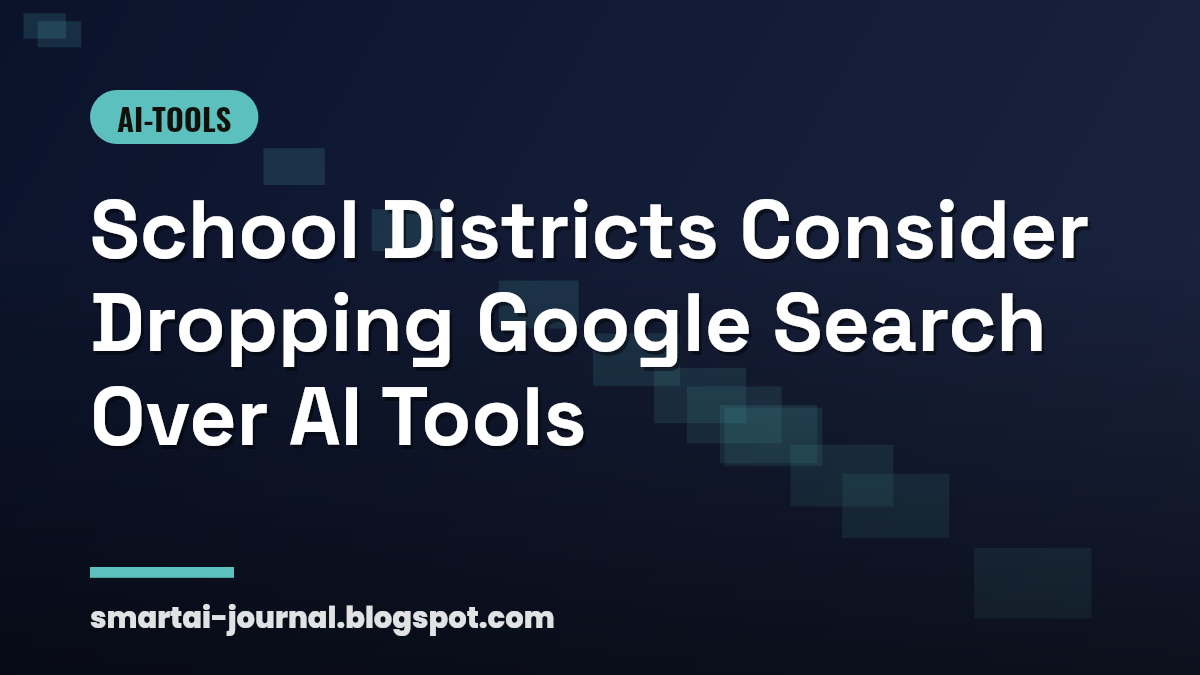 AI-TOOLS
School Districts Consider
Dropping Google Search
Over AI Tools
smartai-journal.blogspot.com